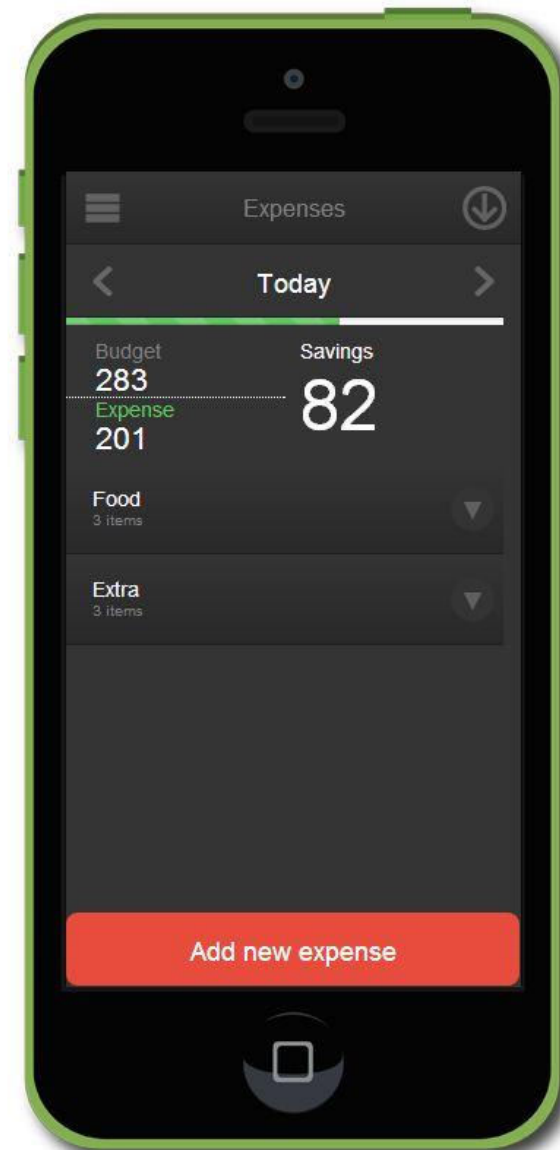 Expenses
Today
Budget
283
Expense
201
Savings
82
Food
3 items
Extra
3 items
Add new expense